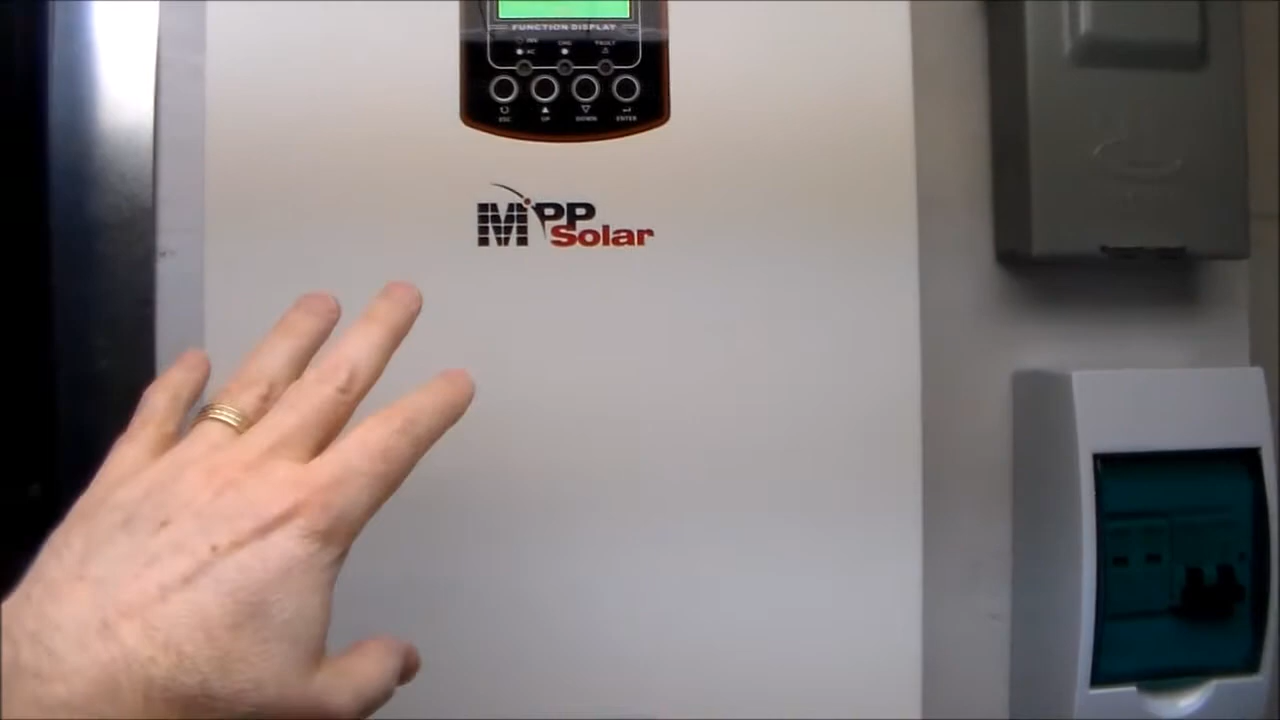 FUNCTION DISPLAY
INV
AC
CHG
FAULT
ESC
UP
DOWN
ENTER
MPP
Solar